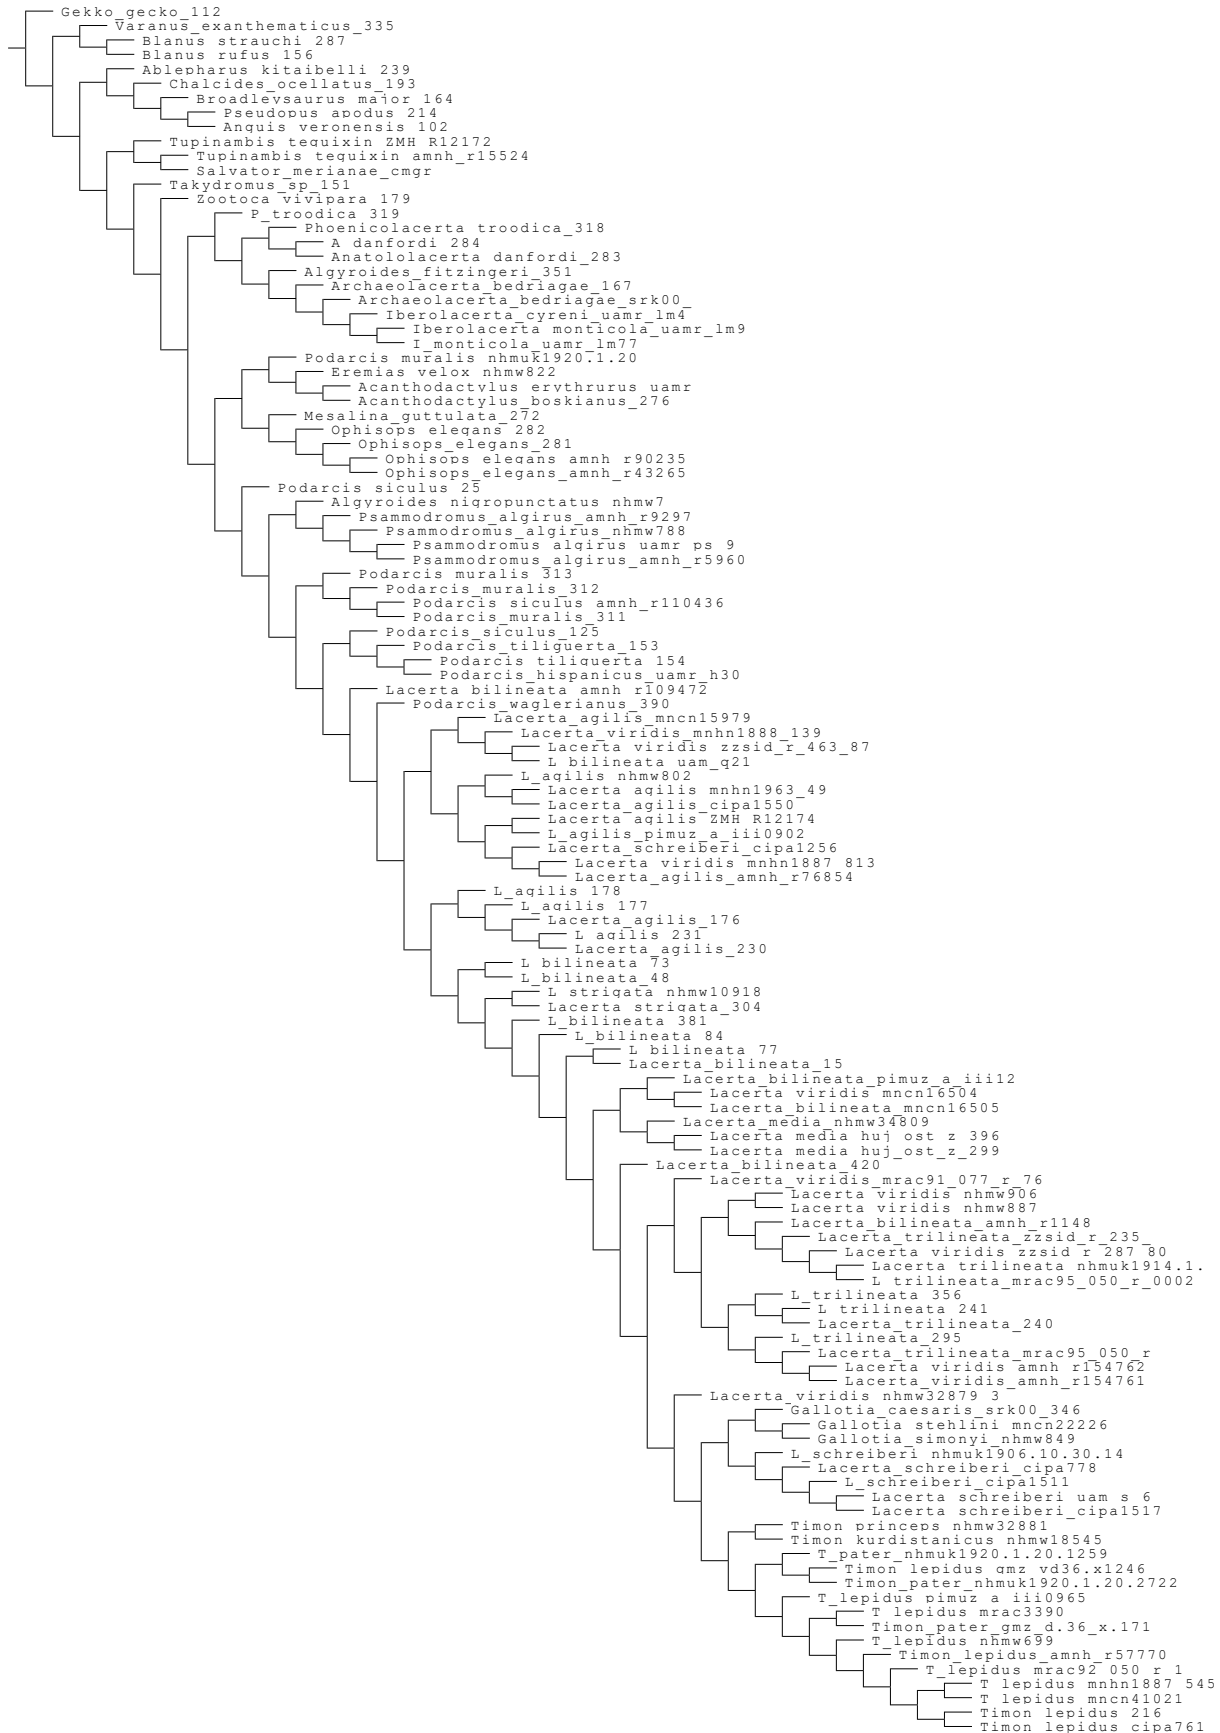 Gekko_gecko_112
Varanus_exanthematicus_335
Blanus_strauchi_287
Blanus_rufus_156
Ablepharus_kitaibelli_239
Chalcides_ocellatus_193
Broadleysaurus_major_164
Pseudopus_apodus_214
Anguis_veronensis_102
Tupinambis_teguixin_ZMH_R12172
Tupinambis_teguixin_amnh_r15524
Salvator_merianae_cmgr
Takydromus_sp_151
Zootoca_vivipara_179
P_troodica_319
Phoenicolacerta_troodica_318
A_danfordi_284
Anatololacerta_danfordi_283
Algyroides_fitzingeri_351
Archaeolacerta_bedriagae_167
Archaeolacerta_bedriagae_srk00_
Iberolacerta_cyreni_uamr_lm4
Iberolacerta_monticola_uamr_lm9
I_monticola_uamr_lm77
Podarcis_muralis_nhmuk1920.1.20
Eremias_velox_nhmw822
Acanthodactylus_erythrurus_uamr
Acanthodactylus_boskianus_276
Mesalina_guttulata_272
Ophisops_elegans_282
Ophisops_elegans_281
Ophisops_elegans_amnh_r90235
Ophisops_elegans_amnh_r43265
Podarcis_siculus_25
Algyroides_nigropunctatus_nhmw7
Psammodromus_algirus_amnh_r9297
Psammodromus_algirus_nhmw788
Psammodromus_algirus_uamr_ps_9
Psammodromus_algirus_amnh_r5960
Podarcis_muralis_313
Podarcis_muralis_312
Podarcis_siculus_amnh_r110436
Podarcis_muralis_311
Podarcis_siculus_125
Podarcis_tiliguerta_153
Podarcis_tiliguerta_154
Podarcis_hispanicus_uamr_h30
Lacerta_bilineata_amnh_r109472
Podarcis_waglerianus_390
Lacerta_agilis_mncn15979
Lacerta_viridis_mnhn1888_139
Lacerta_viridis_zzsid_r_463_87
L_bilineata_uam_q21
L_agilis_nhmw802
Lacerta_agilis_mnhn1963_49
Lacerta_agilis_cipa1550
Lacerta_agilis_ZMH_R12174
L_agilis_pimuz_a_iii0902
Lacerta_schreiberi_cipa1256
Lacerta_viridis_mnhn1887_813
Lacerta_agilis_amnh_r76854
L_agilis_178
L_agilis_177
Lacerta_agilis_176
L_agilis_231
Lacerta_agilis_230
L_bilineata_73
L_bilineata_48
L_strigata_nhmw10918
Lacerta_strigata_304
L_bilineata_381
L_bilineata_84
L_bilineata_77
Lacerta_bilineata_15
Lacerta_bilineata_pimuz_a_iii12
Lacerta_viridis_mncn16504
Lacerta_bilineata_mncn16505
Lacerta_media_nhmw34809
Lacerta_media_huj_ost_z_396
Lacerta_media_huj_ost_z_299
Lacerta_bilineata_420
Lacerta_viridis_mrac91_077_r_76
Lacerta_viridis_nhmw906
Lacerta_viridis_nhmw887
Lacerta_bilineata_amnh_r1148
Lacerta_trilineata_zzsid_r_235_
Lacerta_viridis_zzsid_r_287_80
Lacerta_trilineata_nhmuk1914.1.
L_trilineata_mrac95_050_r_0002
L_trilineata_356
L_trilineata_241
Lacerta_trilineata_240
L_trilineata_295
Lacerta_trilineata_mrac95_050_r
Lacerta_viridis_amnh_r154762
Lacerta_viridis_amnh_r154761
Lacerta_viridis_nhmw32879_3
Gallotia_caesaris_srk00_346
Gallotia_stehlini_mncn22226
Gallotia_simonyi_nhmw849
L_schreiberi_nhmuk1906.10.30.14
Lacerta_schreiberi_cipa778
L_schreiberi_cipa1511
Lacerta_schreiberi_uam_s_6
Lacerta_schreiberi_cipa1517
Timon_princeps_nhmw32881
Timon_kurdistanicus_nhmw18545
T_pater_nhmuk1920.1.20.1259
Timon_lepidus_gmz_vd36.x1246
Timon_pater_nhmuk1920.1.20.2722
T_lepidus_pimuz_a_iii0965
T_lepidus_mrac3390
Timon_pater_gmz_d.36_x.171
T_lepidus_nhmw699
Timon_lepidus_amnh_r57770
T_lepidus_mrac92_050_r_1
T_lepidus_mnhn1887_545
T_lepidus_mncn41021
Timon_lepidus_216
Timon_lepidus_cipa761